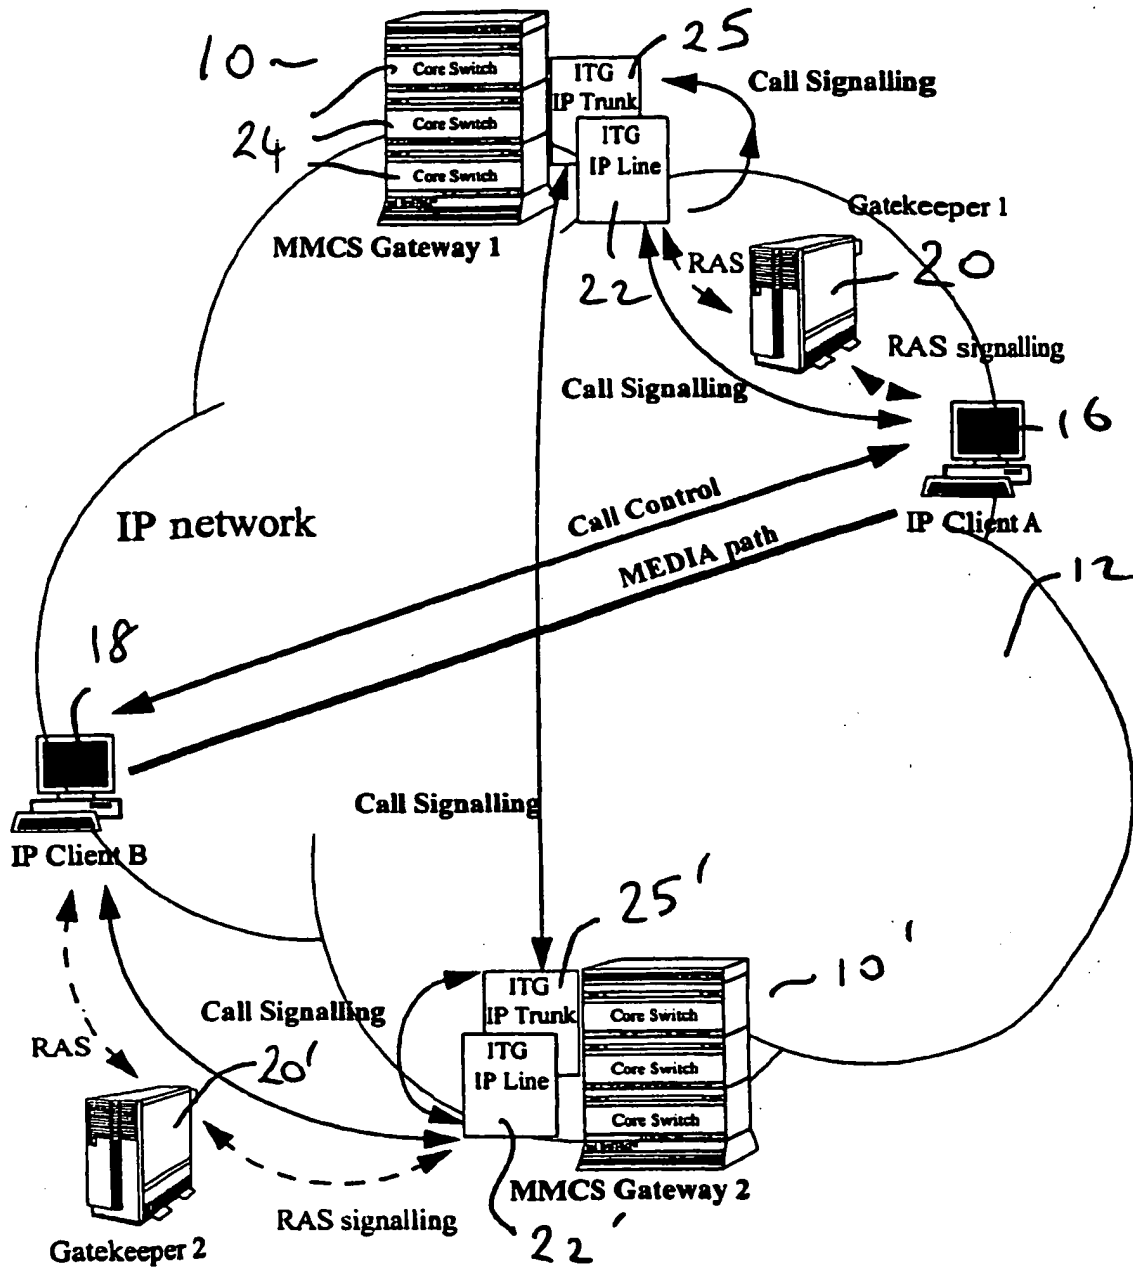 10
25
Core Switch
ITG
IP Trunk
Call Signalling
24
Core Switch
ITG
IP Line
Core Switch
MMCS Gateway 1
22
Gatekeeper 1
RAS
20
RAS signalling
Call Signalling
16
IP network
Call Control
IP Client A
MEDIA path
12
18
Call Signalling
IP Client B
25'
10'
ITG
IP Trunk
Core Switch
Call Signalling
RAS
20'
ITG
IP Line
Core Switch
Core Switch
MMCS Gateway 2
RAS signalling
22'
Gatekeeper 2